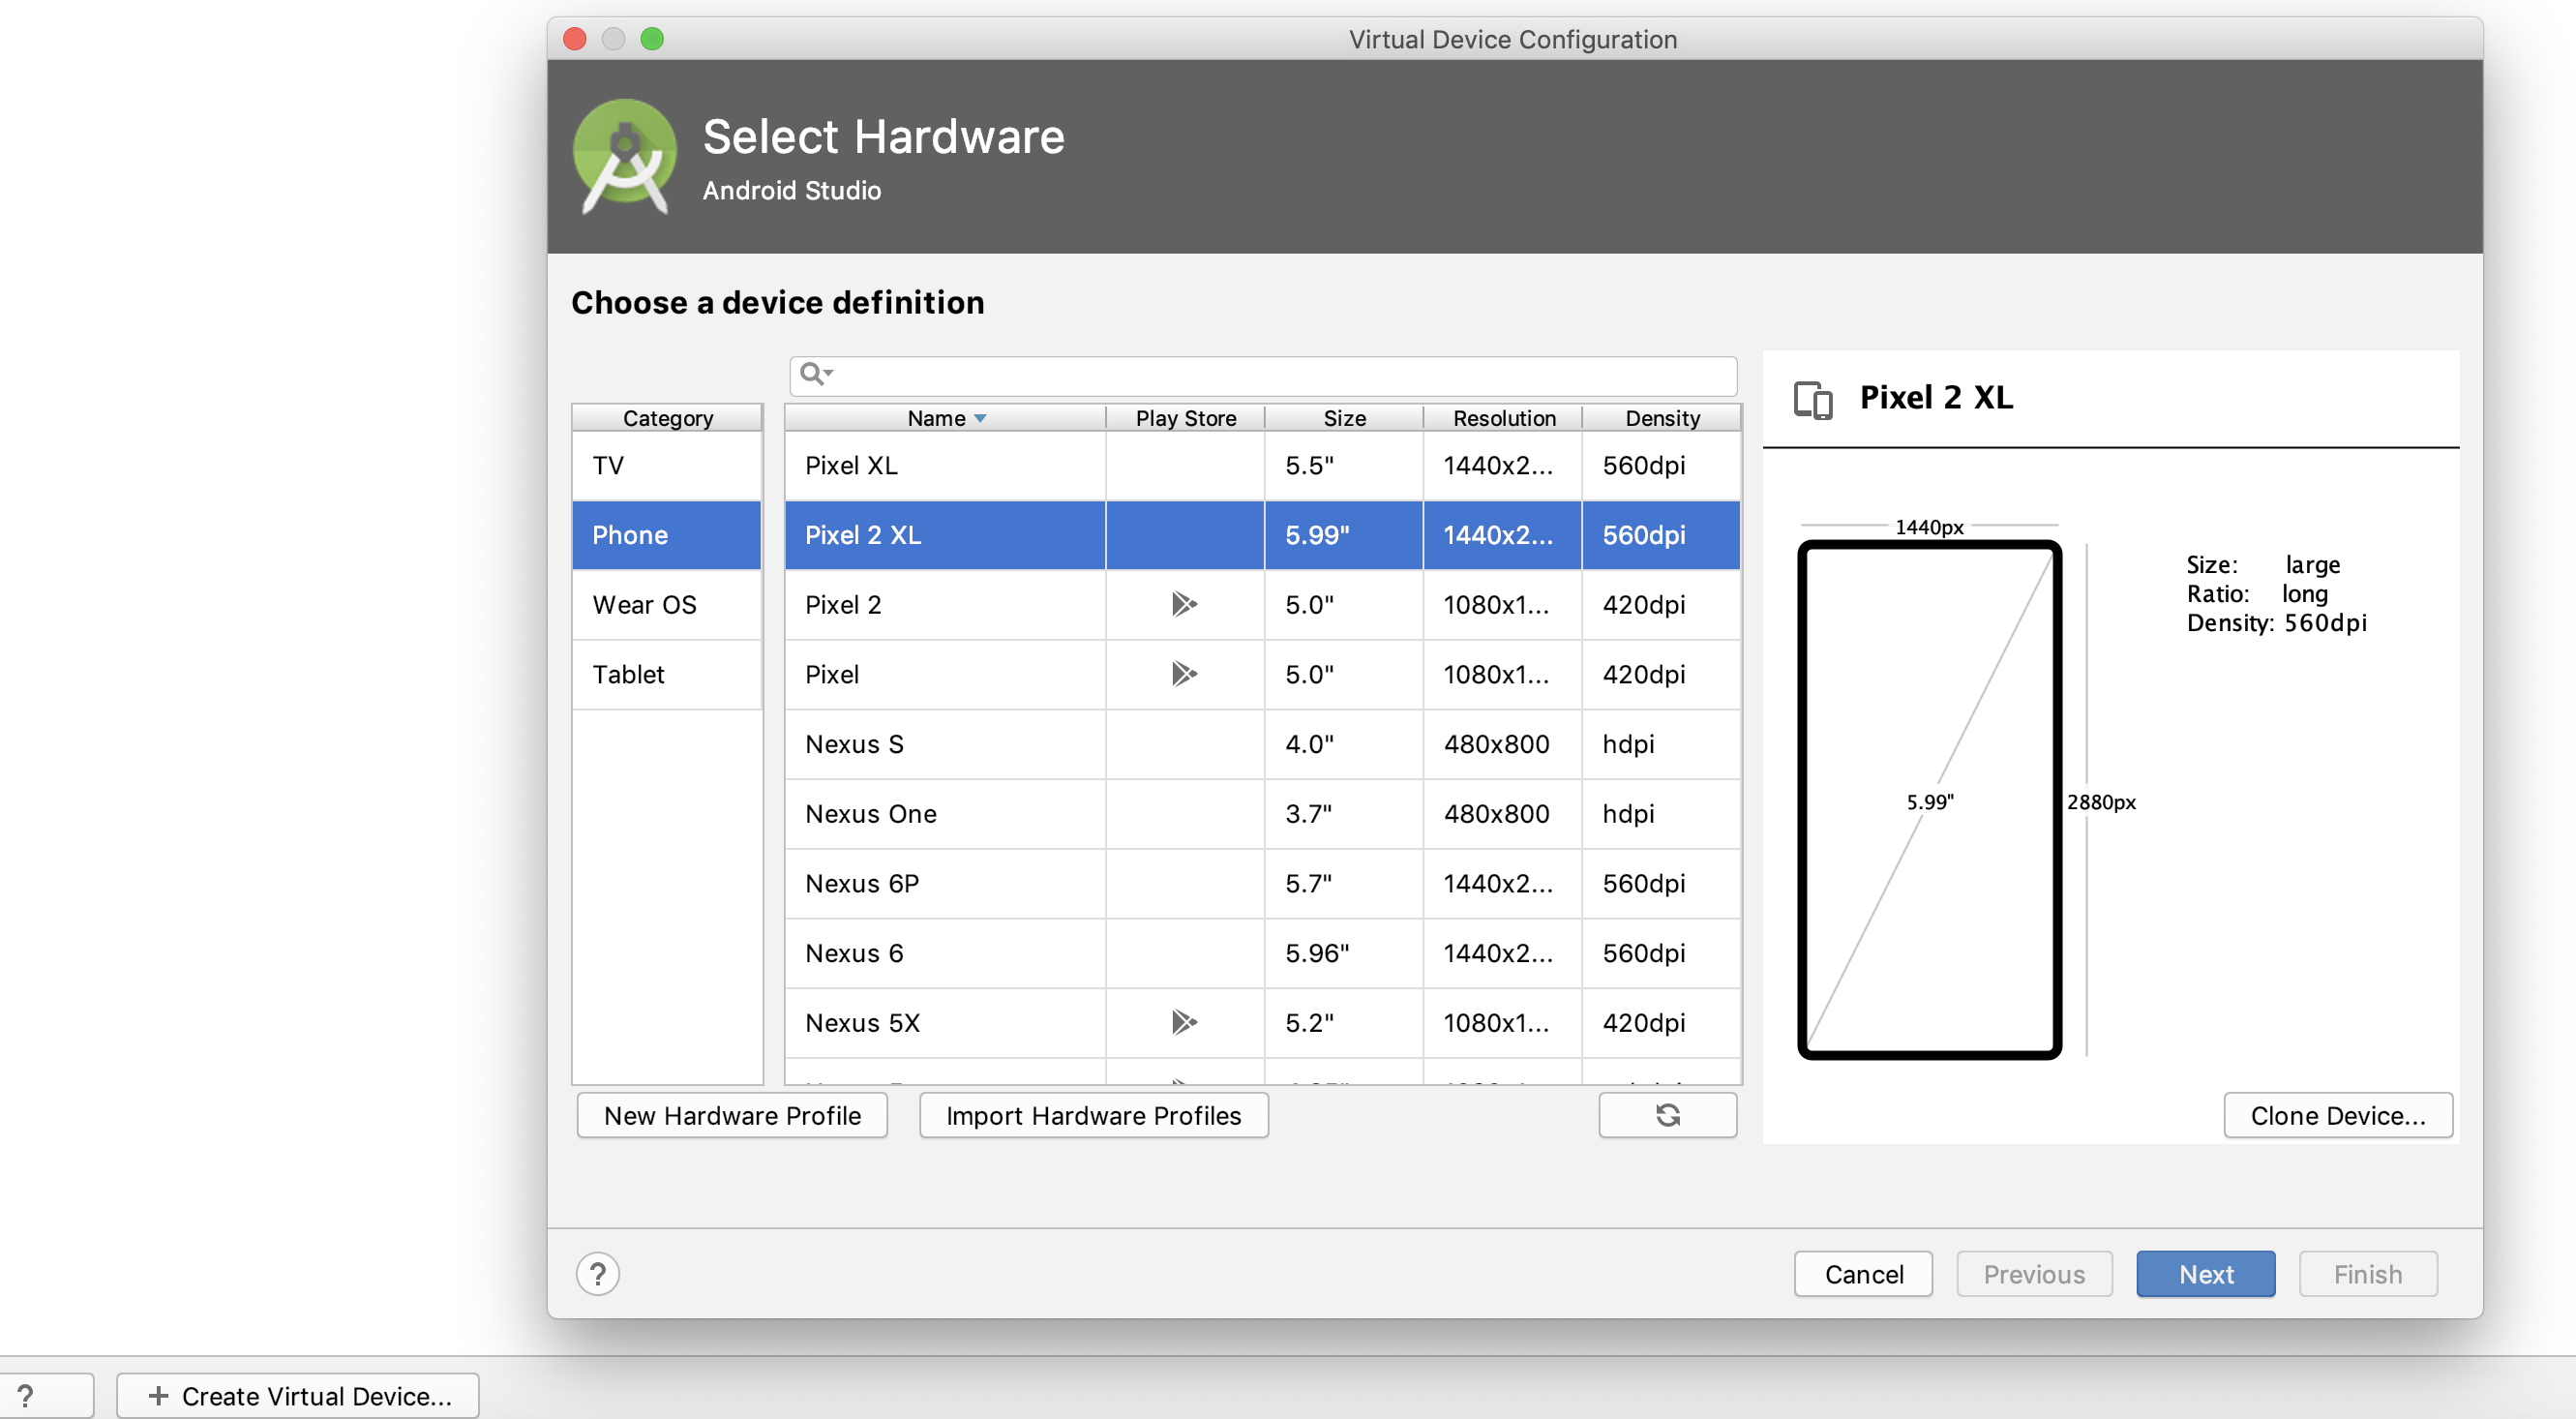 Virtual Device Configuration
Select Hardware
Android Studio
Choose a device definition
Category
TV
Phone
Wear OS
Tablet
Name Play Store Size Resolution Density
Pixel XL 5.5" 1440x2... 560dpi
Pixel 2 XL 5.99" 1440x2... 560dpi
Pixel 2 5.0" 1080x1... 420dpi
Pixel 5.0" 1080x1... 420dpi
Nexus S 4.0" 480x800 hdpi
Nexus One 3.7" 480x800 hdpi
Nexus 6P 5.7" 1440x2... 560dpi
Nexus 6 5.96" 1440x2... 560dpi
Nexus 5X 5.2" 1080x1... 420dpi
New Hardware Profile Import Hardware Profiles
Pixel 2 XL
1440px
Size: large
Ratio: long
Density: 560dpi
5.99" 2880px
Clone Device...
? Cancel Previous Next Finish
? + Create Virtual Device...